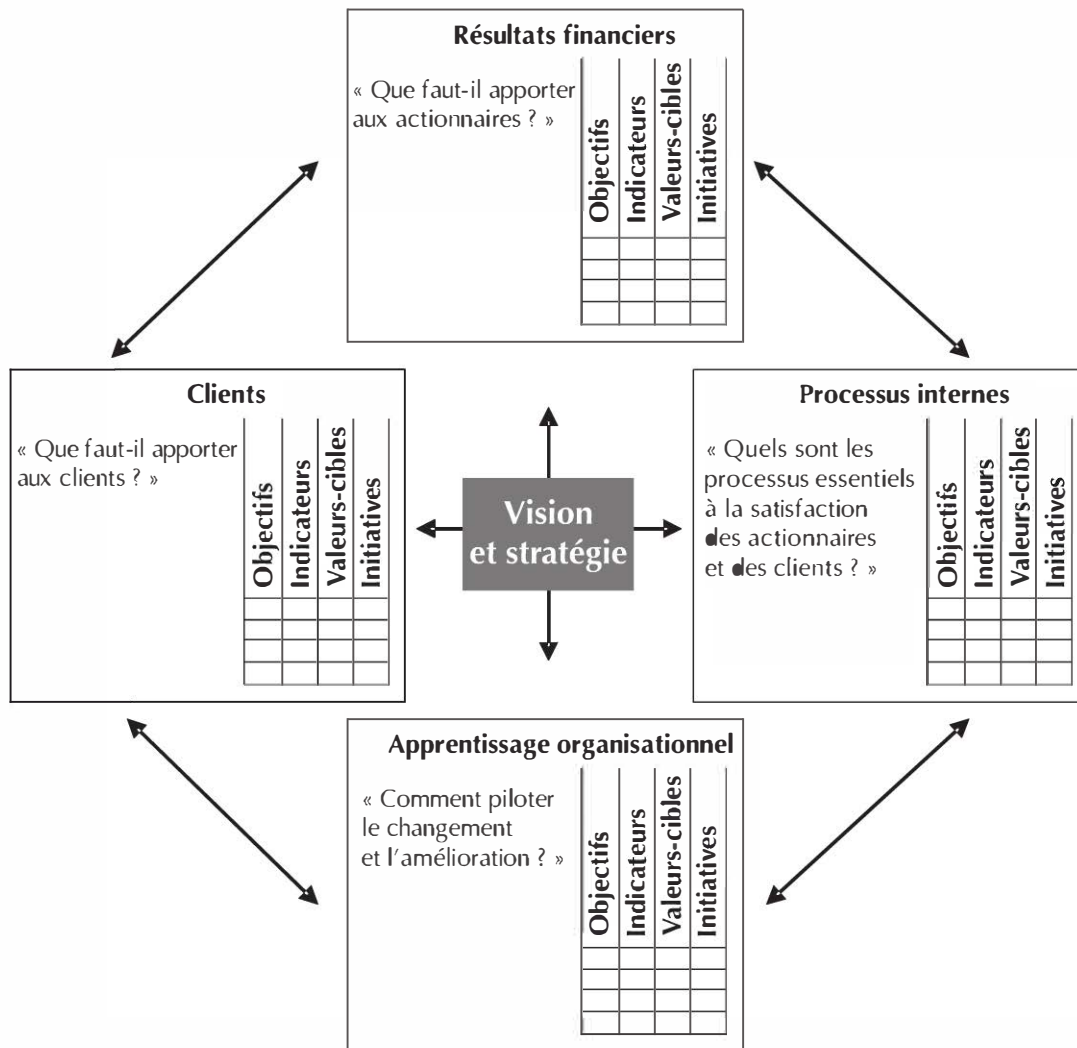 Résultats financiers
« Que faut-il apporter
aux actionnaires ? »
Objectifs
Indicateurs
Valeurs-cibles
Initiatives
Clients
« Que faut-il apporter
aux clients ? »
Objectifs
Indicateurs
Valeurs-cibles
Initiatives
Vision
et stratégie
Processus internes
« Quels sont les
processus essentiels
à la satisfaction
des actionnaires
et des clients ? »
Objectifs
Indicateurs
Valeurs-cibles
Initiatives
Apprentissage organisationnel
« Comment piloter
le changement
et l'amélioration ? »
Objectifs
Indicateurs
Valeurs-cibles
Initiatives